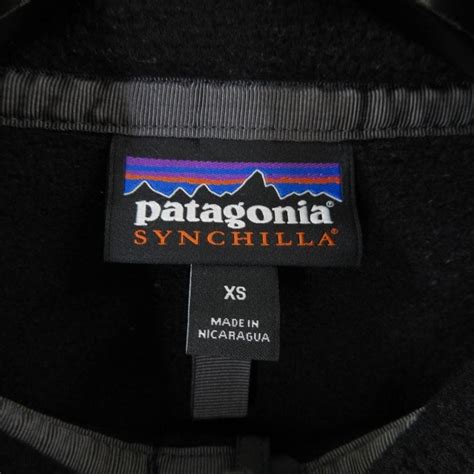 patagonia®
SYNCHILLA®
XS
MADE IN
NICARAGUA